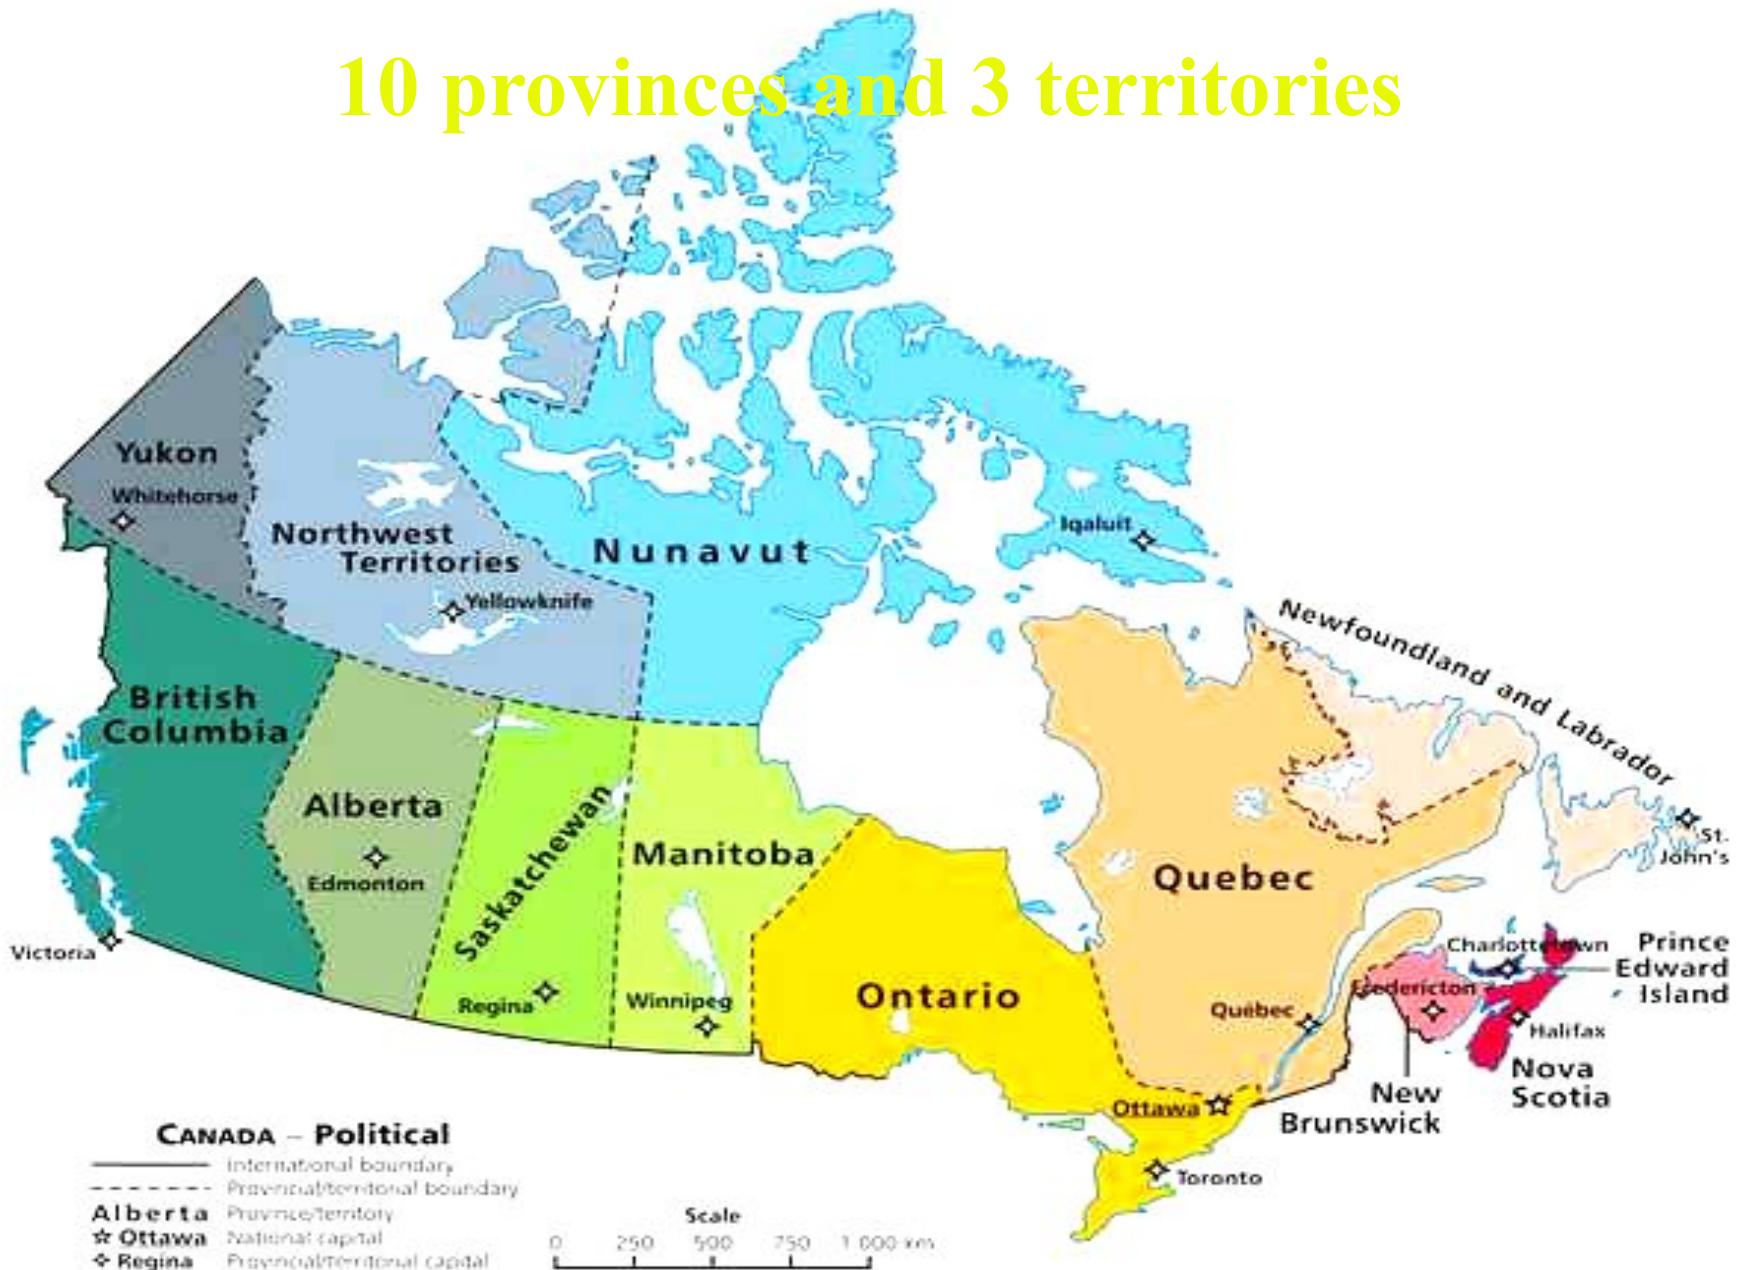 10 provinces and 3 territories
Yukon
Whitehorse
Northwest
Territories
Yellowknife
Nunavut
Iqaluit
British
Columbia
Victoria
Alberta
Edmonton
Saskatchewan
Regina
Manitoba
Winnipeg
Ontario
Ottawa
Toronto
Quebec
Québec
Newfoundland and Labrador
St.
John's
Charlottetown
Prince
Edward
Island
Fredericton
Halifax
Nova
Scotia
New
Brunswick
CANADA – Political
International boundary
Provincial/territorial boundary
Alberta Province/territory
Ottawa National capital
Regina Provincial/territorial capital
Scale
0 250 500 750 1 000 km